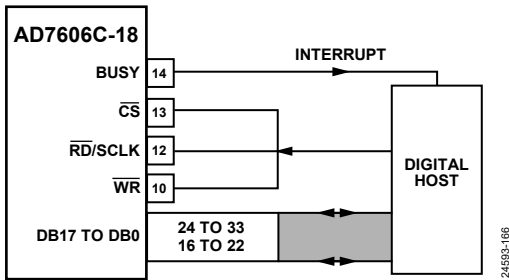 AD7606C-18
INTERRUPT
BUSY 14
CS 13
RD/SCLK 12
WR 10
DIGITAL
HOST
DB17 TO DB0
24 TO 33
16 TO 22
24593-166